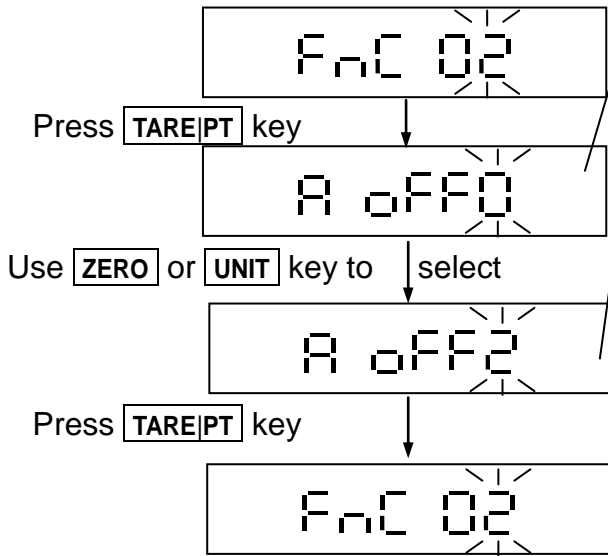 FnC 02
Press TARE|PT key
A oFF0
Use ZERO or UNIT key to select
A oFF2
Press TARE|PT key
FnC 02